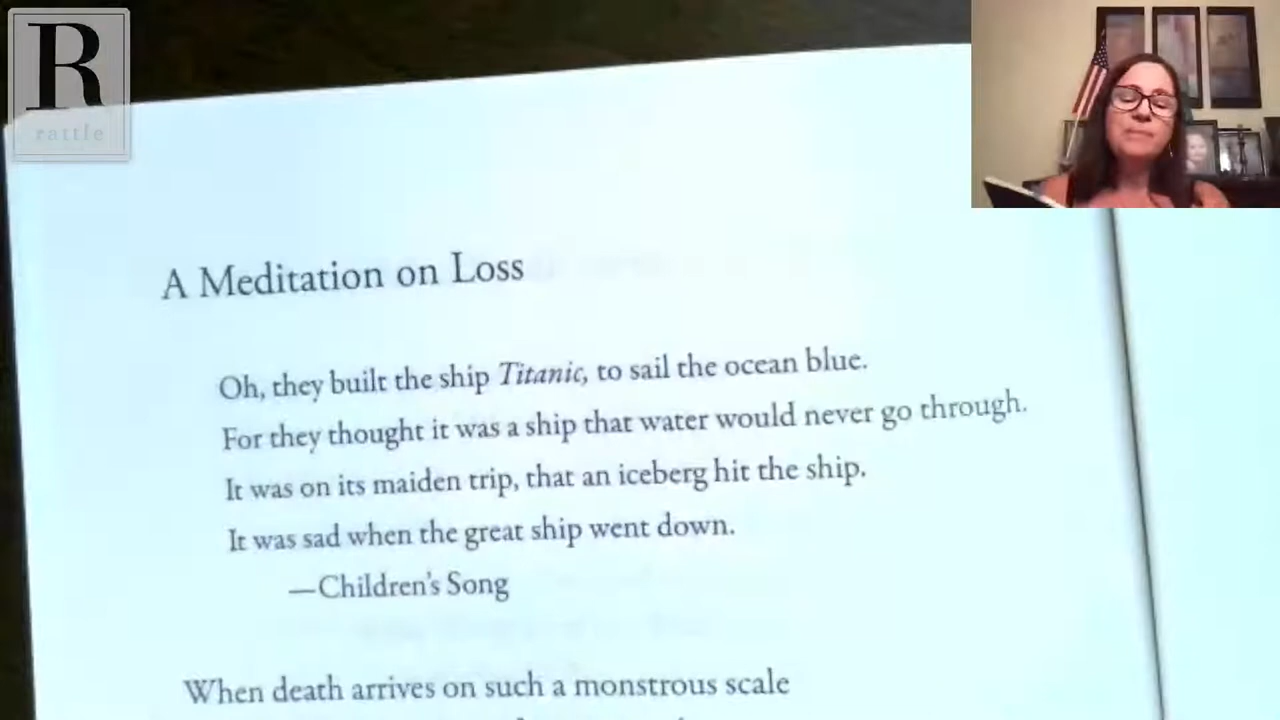 R
rattle
A Meditation on Loss
Oh, they built the ship Titanic, to sail the ocean blue.
For they thought it was a ship that water would never go through.
It was on its maiden trip, that an iceberg hit the ship.
It was sad when the great ship went down.
—Children's Song
When death arrives on such a monstrous scale